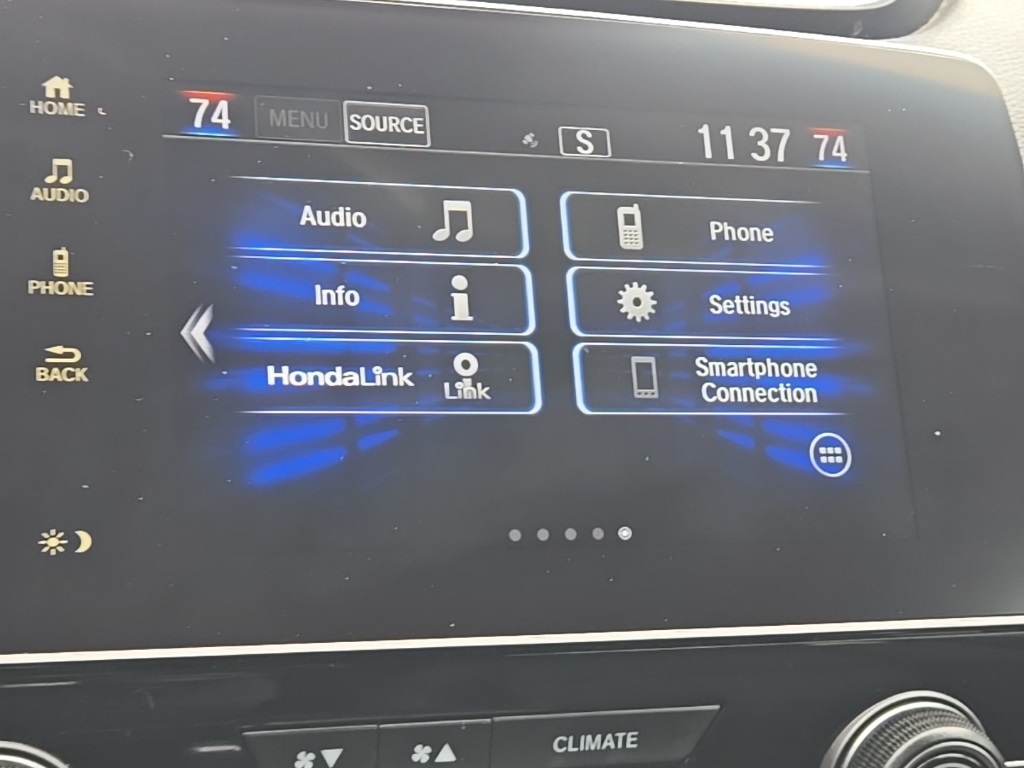 HOME
AUDIO
PHONE
BACK
74 MENU SOURCE S 11 37 74
Audio
Phone
Info
Settings
HondaLink
Link
Smartphone
Connection
CLIMATE